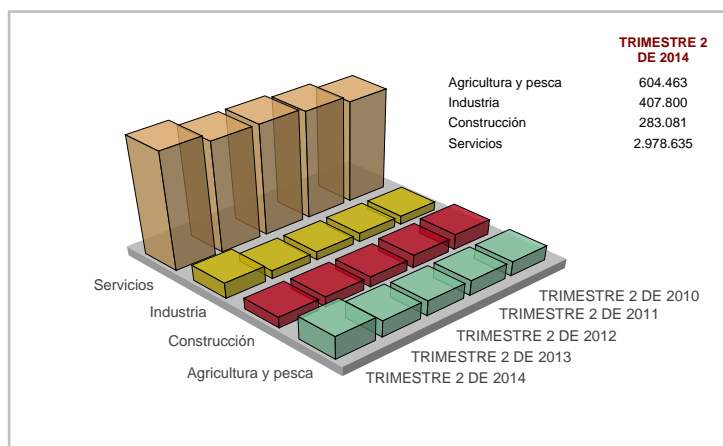 TRIMESTRE 2
DE 2014
Agricultura y pesca 604.463
Industria 407.800
Construcción 283.081
Servicios 2.978.635
Servicios
Industria
Construcción
Agricultura y pesca
TRIMESTRE 2 DE 2010
TRIMESTRE 2 DE 2011
TRIMESTRE 2 DE 2012
TRIMESTRE 2 DE 2013
TRIMESTRE 2 DE 2014